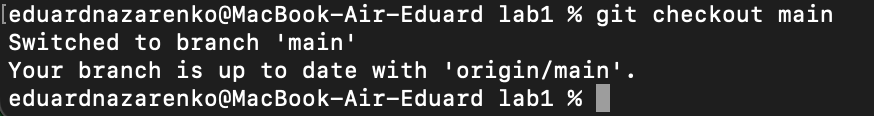 [eduardnazarenko@MacBook-Air-Eduard lab1 % git checkout main
Switched to branch 'main'
Your branch is up to date with 'origin/main'.
eduardnazarenko@MacBook-Air-Eduard lab1 %